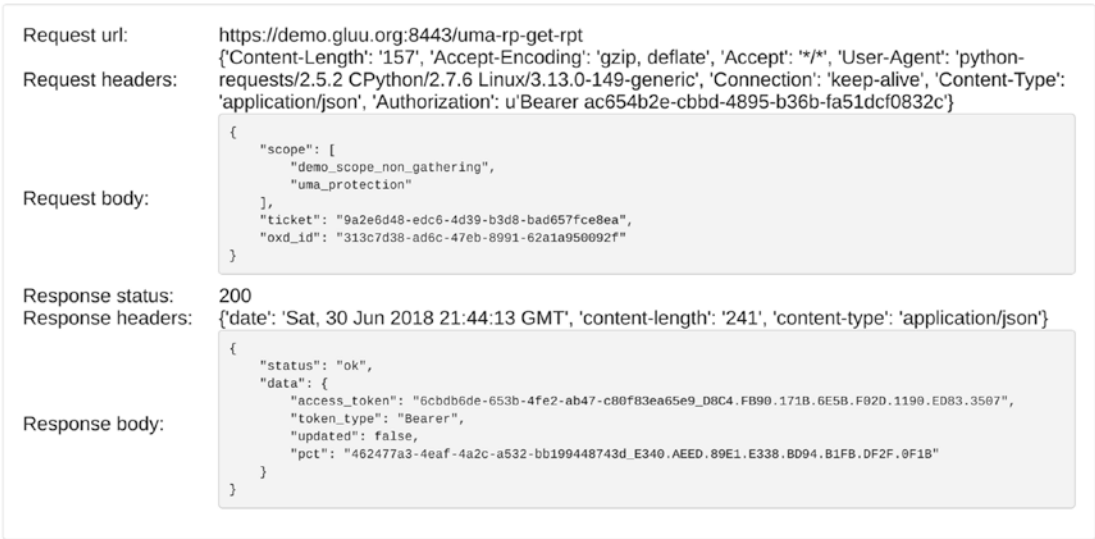 Request url: https://demo.gluu.org:8443/uma-rp-get-rpt
Request headers: {'Content-Length': '157', 'Accept-Encoding': 'gzip, deflate', 'Accept': '*/*', 'User-Agent': 'python-
requests/2.5.2 CPython/2.7.6 Linux/3.13.0-149-generic', 'Connection': 'keep-alive', 'Content-Type':
'application/json', 'Authorization': u'Bearer ac654b2e-cbbd-4895-b36b-fa51dcf0832c'}
Request body:
{
    "scope": [
        "demo_scope_non_gathering",
        "uma_protection"
    ],
    "ticket": "9a2e6d48-edc6-4d39-b3d8-bad657fce8ea",
    "oxd_id": "313c7d38-ad6c-47eb-8991-62a1a950092f"
}
Response status: 200
Response headers: {'date': 'Sat, 30 Jun 2018 21:44:13 GMT', 'content-length': '241', 'content-type': 'application/json'}
Response body:
{
    "status": "ok",
    "data": {
        "access_token": "6cbdb6de-653b-4fe2-ab47-c80f83ea65e9_D8C4.FB90.171B.6E5B.F02D.1190.ED83.3507",
        "token_type": "Bearer",
        "updated": false,
        "pct": "462477a3-4eaf-4a2c-a532-bb199448743d_E340.AEED.89E1.E338.BD94.B1FB.DF2F.0F1B"
    }
}